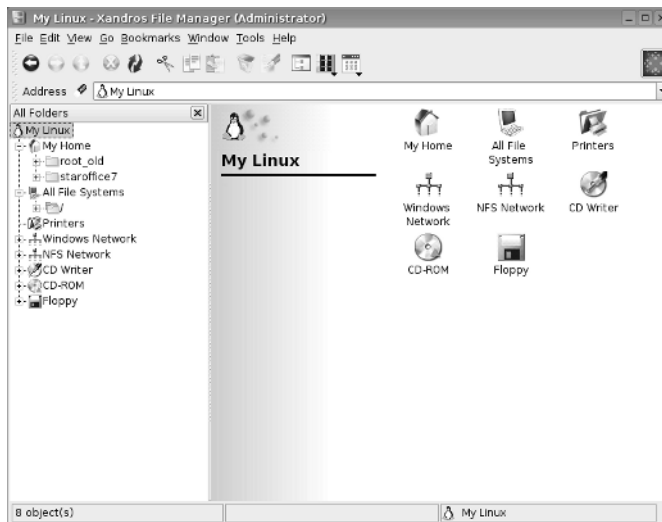 My Linux - Xandros File Manager (Administrator)
File Edit View Go Bookmarks Window Tools Help
Address My Linux
All Folders
My Linux
My Home
root_old
staroffice7
All File Systems
/
Printers
Windows Network
NFS Network
CD Writer
CD-ROM
Floppy
My Linux
My Home
All File
Systems
Printers
Windows
Network
NFS Network
CD Writer
CD-ROM
Floppy
8 object(s)
My Linux